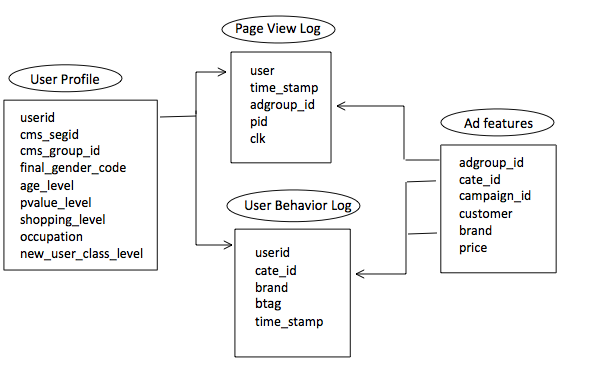 Page View Log
user
time_stamp
adgroup_id
pid
clk
User Profile
userid
cms_segid
cms_group_id
final_gender_code
age_level
pvalue_level
shopping_level
occupation
new_user_class_level
Ad features
adgroup_id
cate_id
campaign_id
customer
brand
price
User Behavior Log
userid
cate_id
brand
btag
time_stamp